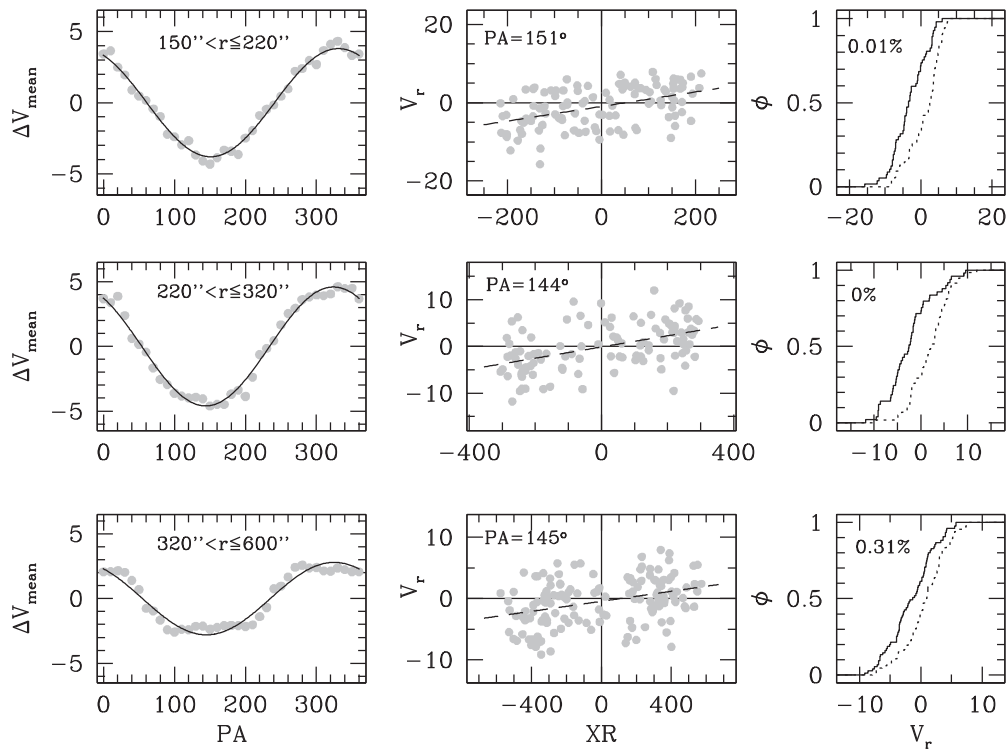 150''<r≦220''
5
0
−5
ΔV_mean
0 100 200 300
PA=151°
20
0
−20
V_r
−200 0 200
0.01%
1
0.5
0
ϕ
−20 0 20
220''<r≦320''
5
0
−5
ΔV_mean
0 100 200 300
PA=144°
10
0
−10
V_r
−400 0 400
0%
1
0.5
0
ϕ
−10 0 10
320''<r≦600''
5
0
−5
ΔV_mean
0 100 200 300
PA
PA=145°
10
0
−10
V_r
−400 0 400
XR
0.31%
1
0.5
0
ϕ
−10 0 10
V_r